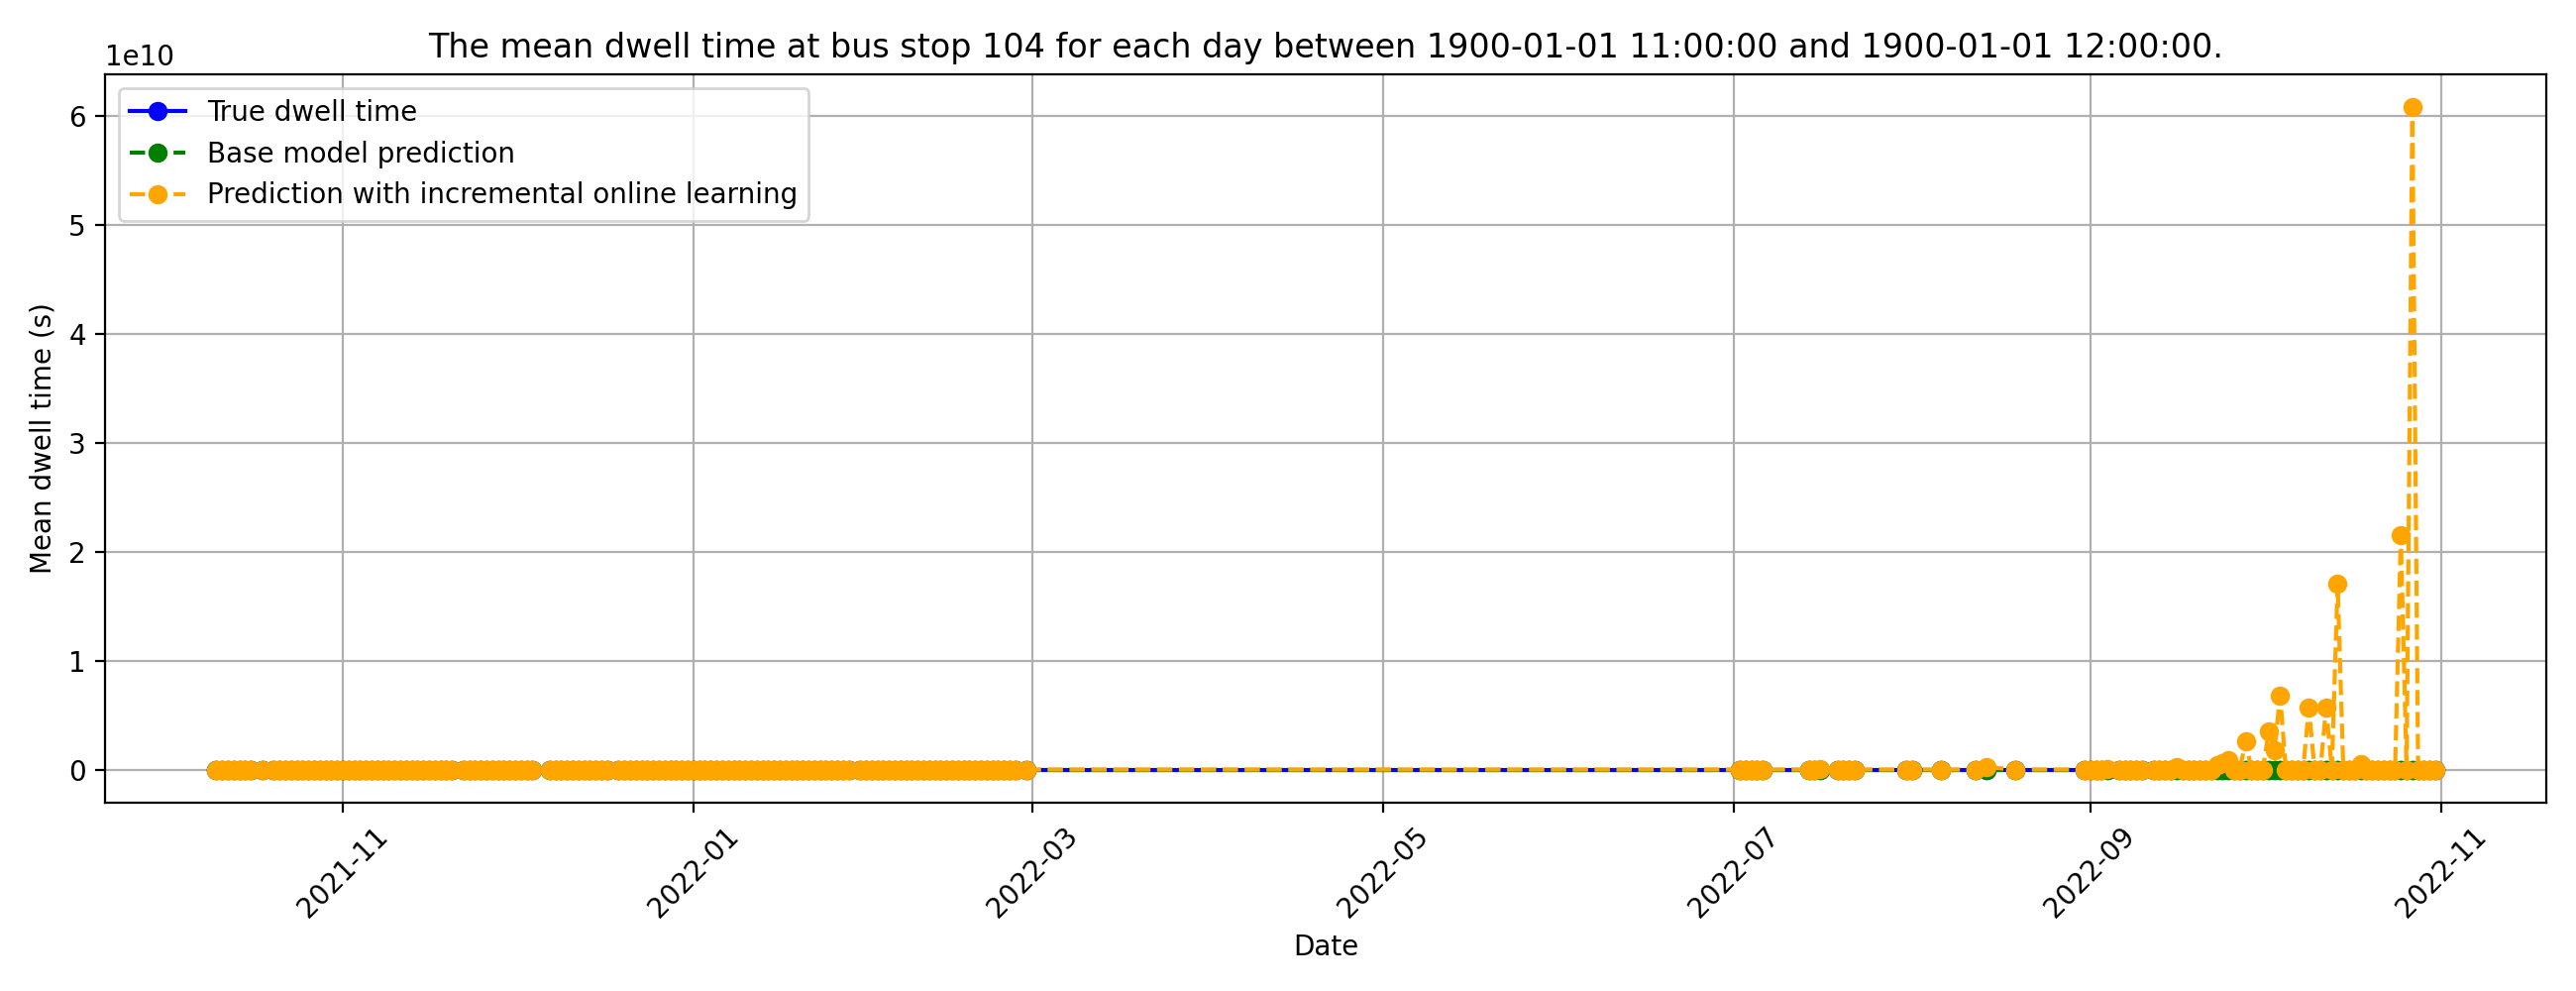 The mean dwell time at bus stop 104 for each day between 1900-01-01 11:00:00 and 1900-01-01 12:00:00.
1e10
True dwell time
Base model prediction
Prediction with incremental online learning
6
5
4
3
2
1
0
Mean dwell time (s)
2021-11
2022-01
2022-03
2022-05
2022-07
2022-09
2022-11
Date